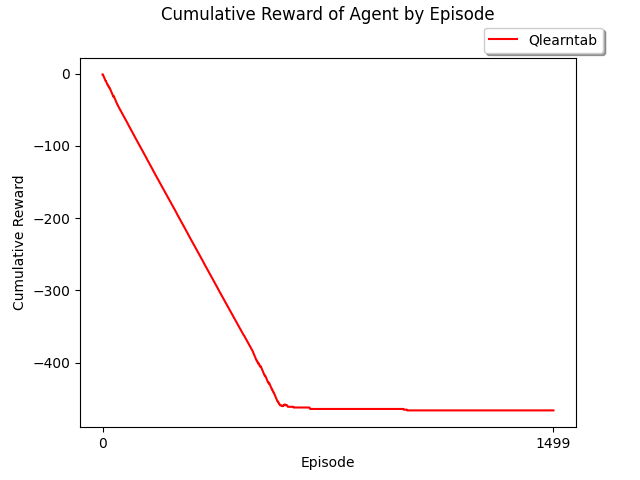 Cumulative Reward of Agent by Episode
Qlearntab
0
−100
−200
−300
−400
Cumulative Reward
0
1499
Episode